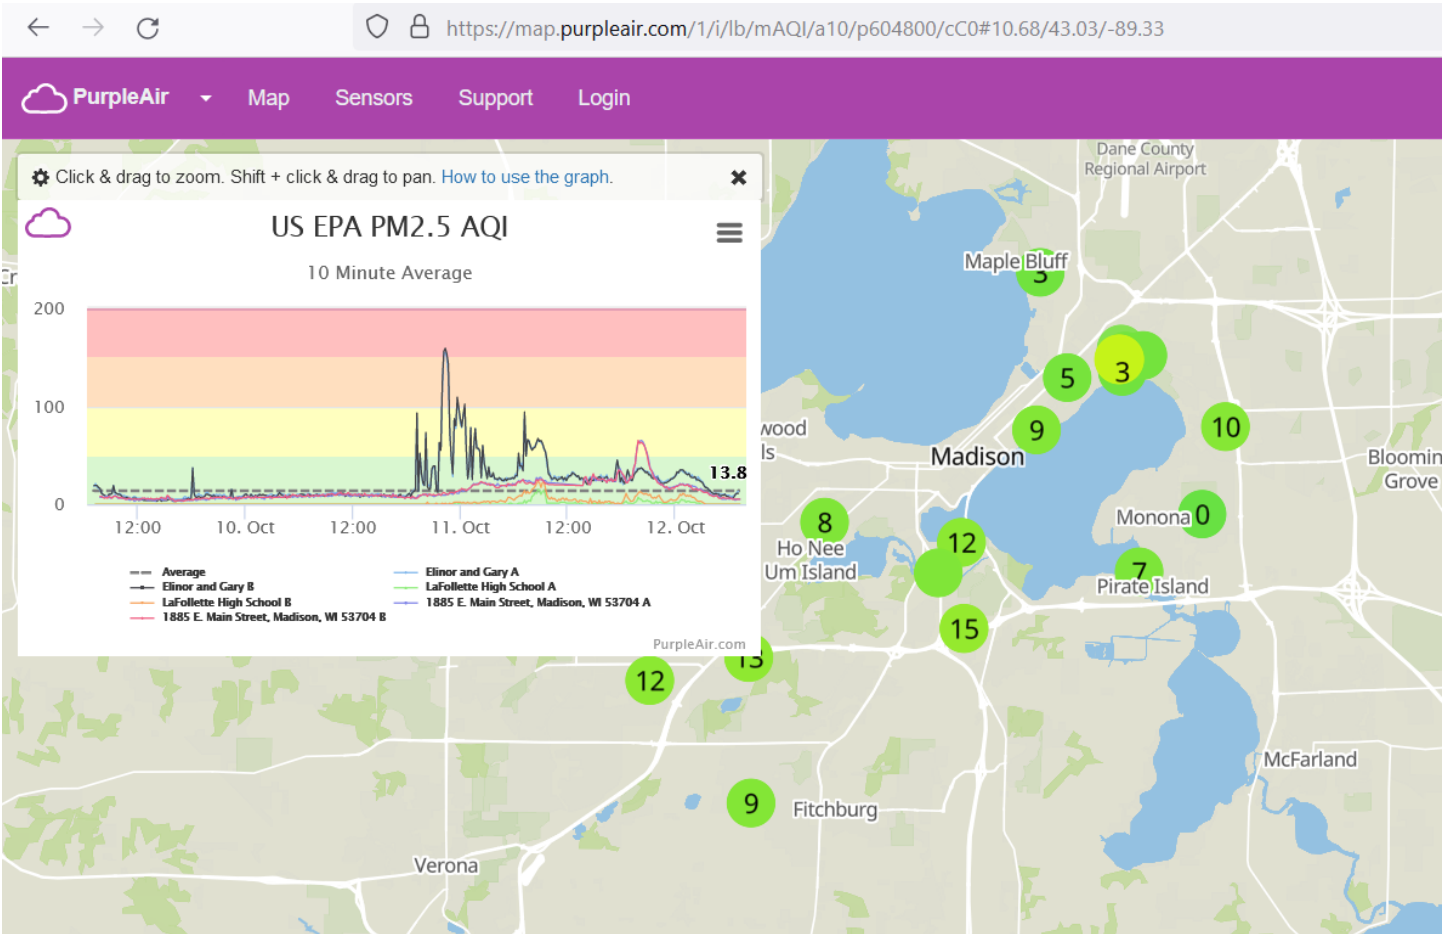 https://map.purpleair.com/1/i/lb/mAQI/a10/p604800/cC0#10.68/43.03/-89.33
PurpleAir Map Sensors Support Login
Click & drag to zoom. Shift + click & drag to pan. How to use the graph.
US EPA PM2.5 AQI
10 Minute Average
200
100
0
13.8
12:00 10. Oct 12:00 11. Oct 12:00 12. Oct
Average
Elinor and Gary A
Elinor and Gary B
LaFollette High School A
LaFollette High School B
1885 E. Main Street, Madison, WI 53704 A
1885 E. Main Street, Madison, WI 53704 B
PurpleAir.com
Dane County
Regional Airport
Maple Bluff
3
5
3
9
10
Madison
Bloomin
Grove
8
Monona
0
Ho Nee
Um Island
12
7
Pirate Island
15
13
12
McFarland
9
Fitchburg
Verona